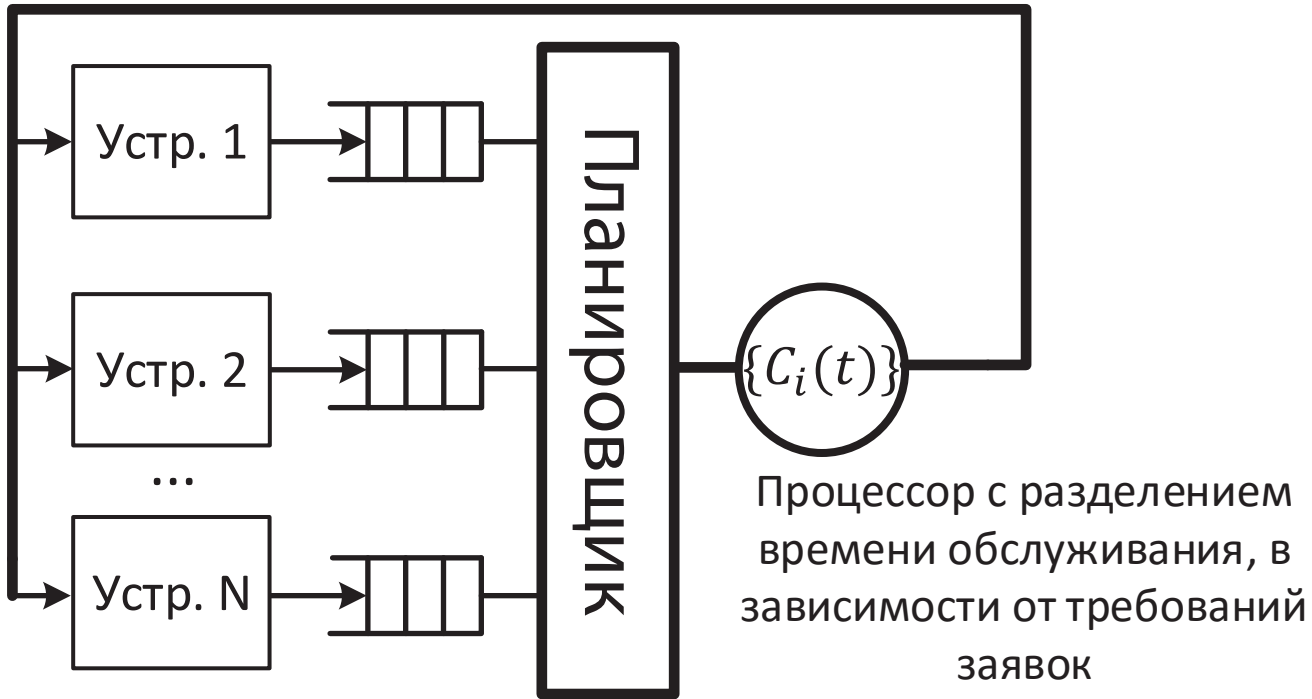 Устр. 1
Устр. 2
...
Устр. N
Планировщик
{C_i(t)}
Процессор с разделением
времени обслуживания, в
зависимости от требований
заявок